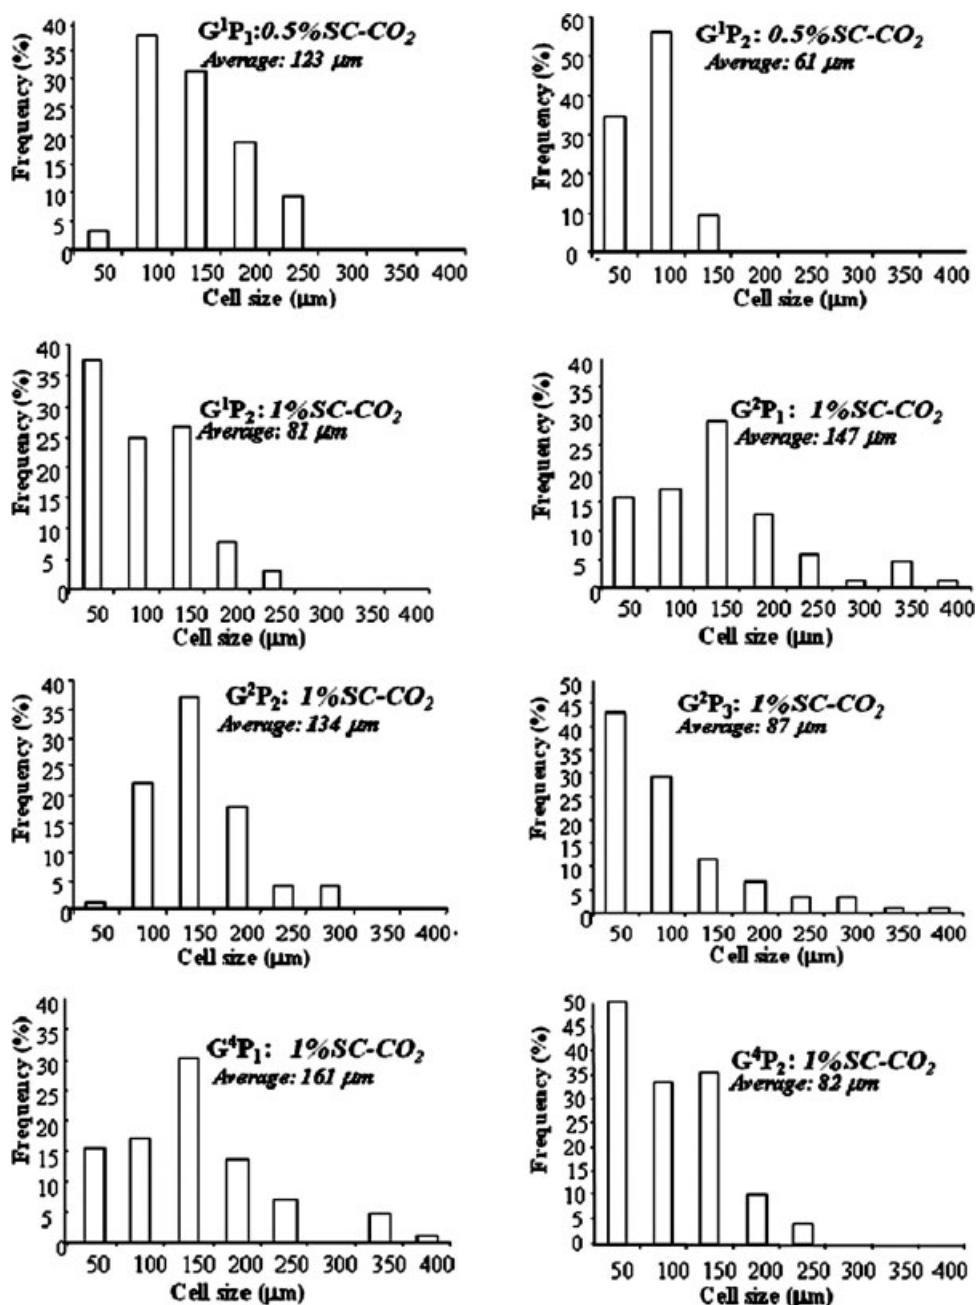 G¹P₁:0.5%SC-CO₂
Average: 123 μm
Frequency (%)
40
35
30
20
15
10
5
0
50 100 150 200 250 300 350 400
Cell size (μm)
G¹P₂: 0.5%SC-CO₂
Average: 61 μm
Frequency (%)
60
50
40
30
20
10
0
50 100 150 200 250 300 350 400
Cell size (μm)
G¹P₂: 1%SC-CO₂
Average: 81 μm
Frequency (%)
40
35
30
25
20
15
10
5
0
50 100 150 200 250 300 350 400
Cell size (μm)
G²P₁: 1%SC-CO₂
Average: 147 μm
Frequency (%)
40
30
25
20
15
10
5
0
50 100 150 200 250 300 350 400
Cell size (μm)
G²P₂: 1%SC-CO₂
Average: 134 μm
Frequency (%)
40
35
30
25
20
15
10
5
0
50 100 150 200 250 300 350 400
Cell size (μm)
G²P₃: 1%SC-CO₂
Average: 87 μm
Frequency (%)
50
45
40
30
25
20
15
10
5
0
50 100 150 200 250 300 350 400
Cell size (μm)
G⁴P₁: 1%SC-CO₂
Average: 161 μm
Frequency (%)
40
35
30
20
15
10
5
0
50 100 150 200 250 300 350 400
Cell size (μm)
G⁴P₂: 1%SC-CO₂
Average: 82 μm
Frequency (%)
50
45
40
35
30
20
15
10
5
0
50 100 150 200 250 300 350 400
Cell size (μm)